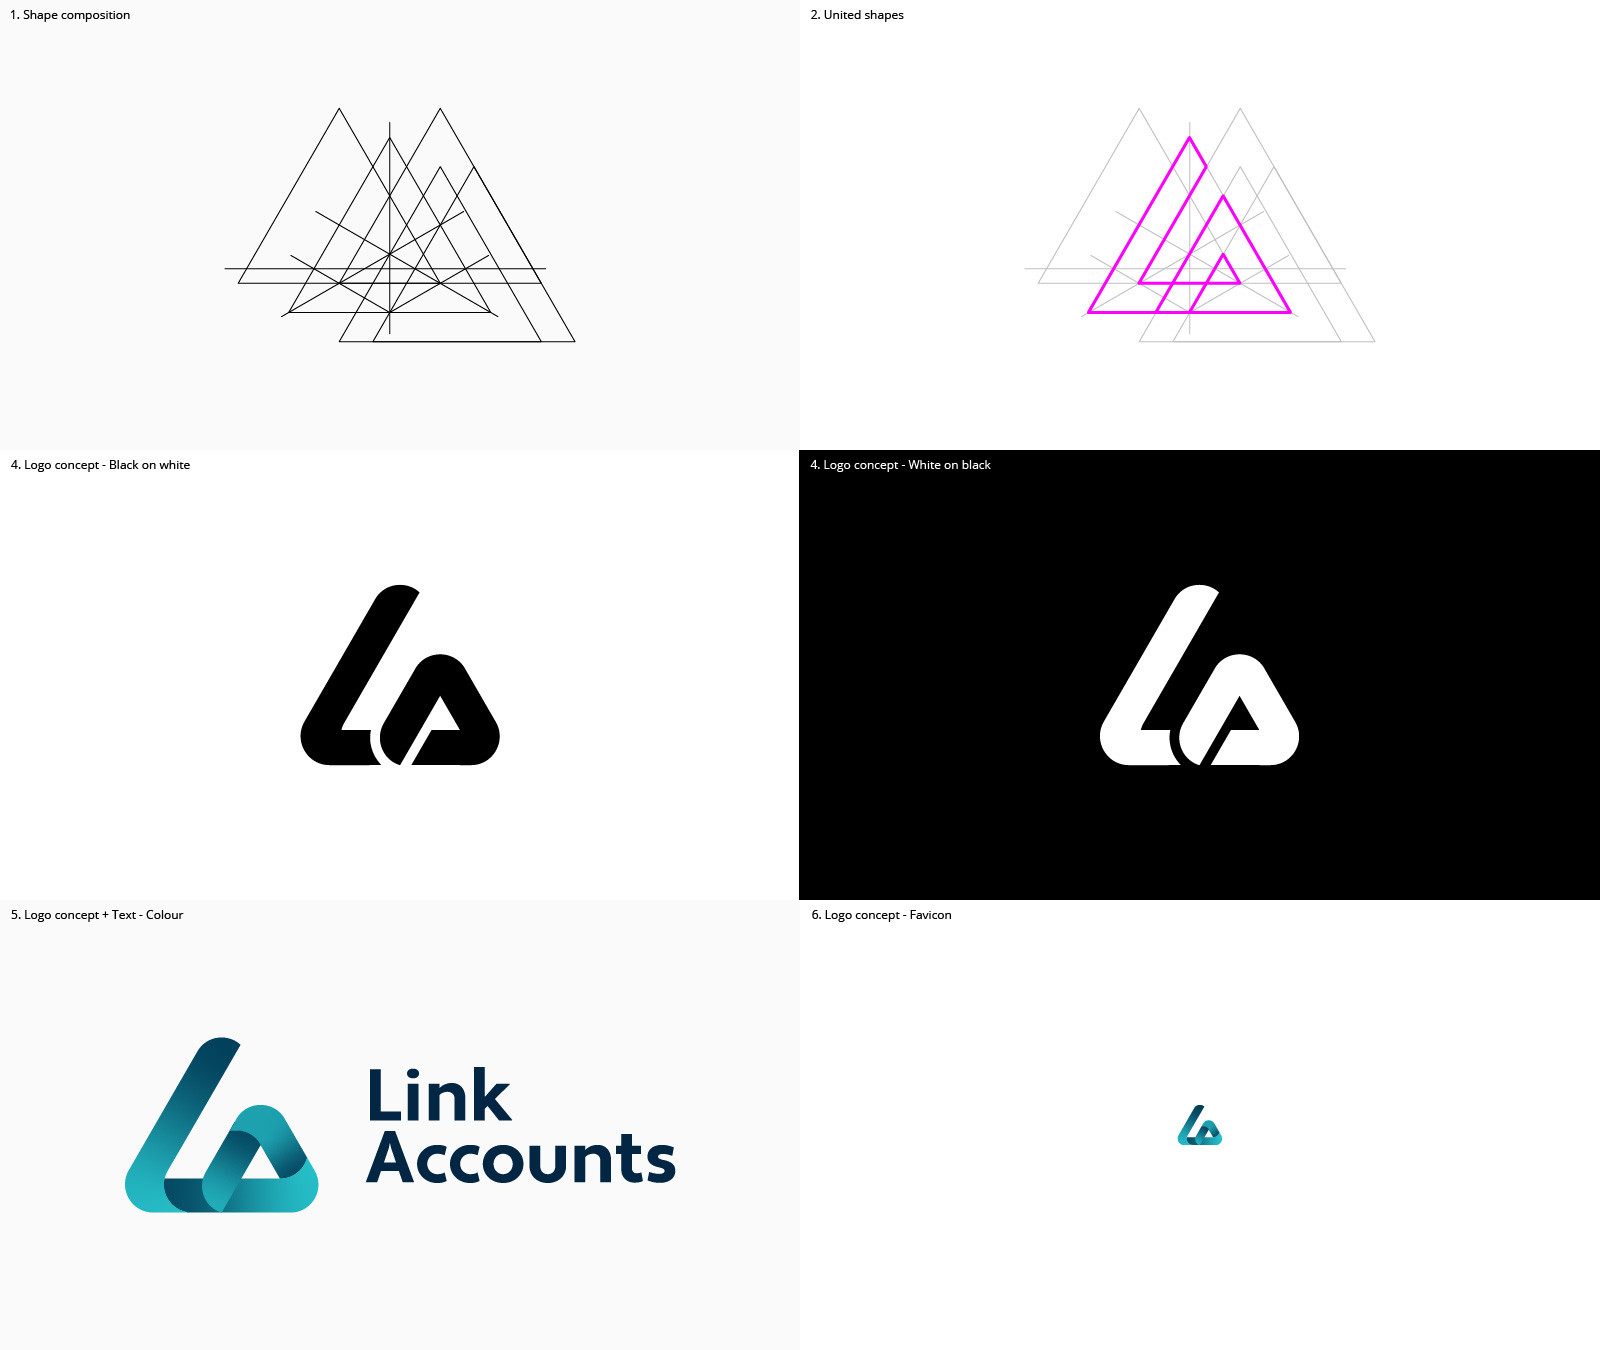 1. Shape composition
2. United shapes
4. Logo concept - Black on white
4. Logo concept - White on black
5. Logo concept + Text - Colour
6. Logo concept - Favicon
Link
Accounts